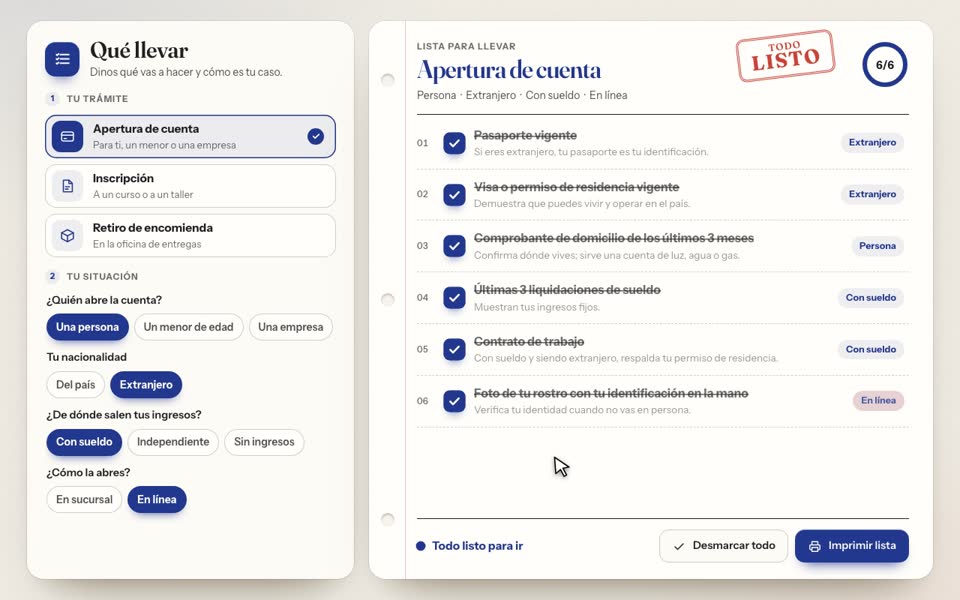 Qué llevar
Dinos qué vas a hacer y cómo es tu caso.
1 TU TRÁMITE
Apertura de cuenta
Para ti, un menor o una empresa
Inscripción
A un curso o a un taller
Retiro de encomienda
En la oficina de entregas
2 TU SITUACIÓN
¿Quién abre la cuenta?
Una persona Un menor de edad Una empresa
Tu nacionalidad
Del país Extranjero
¿De dónde salen tus ingresos?
Con sueldo Independiente Sin ingresos
¿Cómo la abres?
En sucursal En línea
LISTA PARA LLEVAR
Apertura de cuenta
Persona · Extranjero · Con sueldo · En línea
TODO
LISTO
6/6
01 Pasaporte vigente Extranjero
Si eres extranjero, tu pasaporte es tu identificación.
02 Visa o permiso de residencia vigente Extranjero
Demuestra que puedes vivir y operar en el país.
03 Comprobante de domicilio de los últimos 3 meses Persona
Confirma dónde vives; sirve una cuenta de luz, agua o gas.
04 Últimas 3 liquidaciones de sueldo Con sueldo
Muestran tus ingresos fijos.
05 Contrato de trabajo Con sueldo
Con sueldo y siendo extranjero, respalda tu permiso de residencia.
06 Foto de tu rostro con tu identificación en la mano En línea
Verifica tu identidad cuando no vas en persona.
Todo listo para ir
Desmarcar todo Imprimir lista